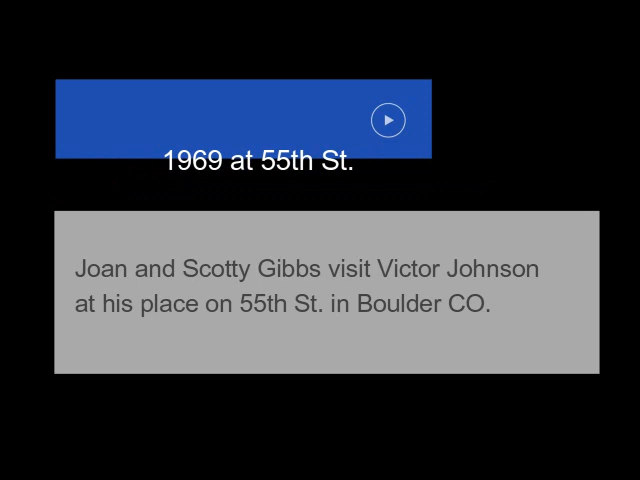 1969 at 55th St.
Joan and Scotty Gibbs visit Victor Johnson
at his place on 55th St. in Boulder CO.